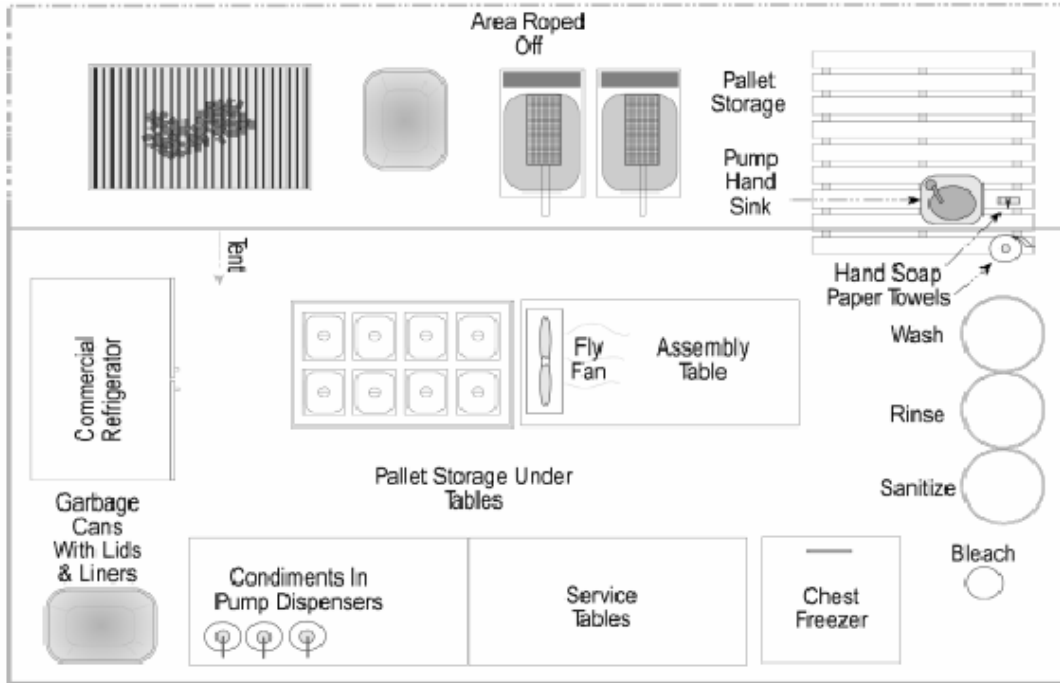 Area Roped
Off
Pallet
Storage
Pump
Hand
Sink
Tent
Hand Soap
Paper Towels
Commercial
Refrigerator
Fly
Fan
Assembly
Table
Wash
Rinse
Sanitize
Pallet Storage Under
Tables
Garbage
Cans
With Lids
& Liners
Condiments In
Pump Dispensers
Service
Tables
Chest
Freezer
Bleach